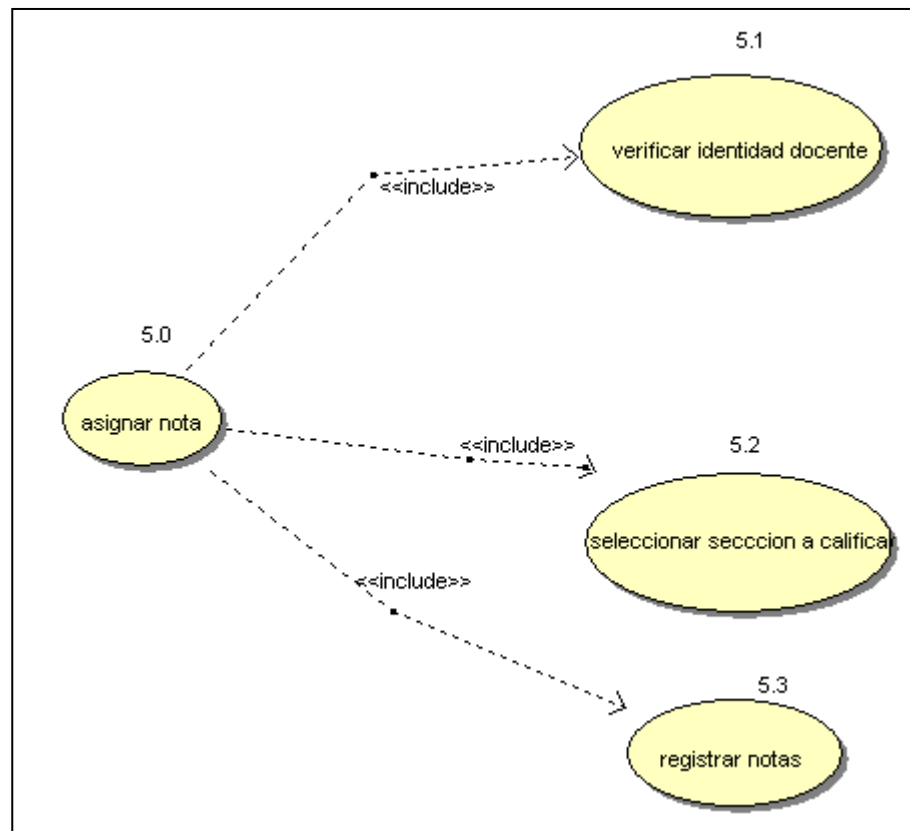 5.1
verificar identidad docente
<<include>>
5.0
asignar nota
<<include>>
5.2
seleccionar secccion a califica
<<include>>
5.3
registrar notas